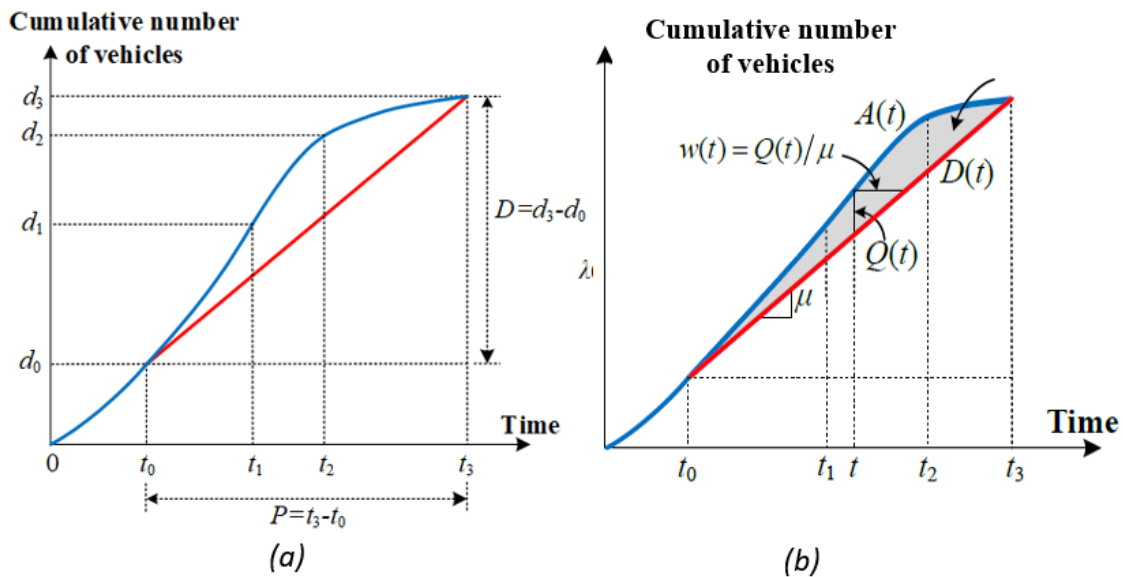 Cumulative number
of vehicles
d₃
d₂
d₁
d₀
D=d₃-d₀
Time
0
t₀
t₁
t₂
t₃
P=t₃-t₀
(a)
Cumulative number
of vehicles
A(t)
w(t) = Q(t)/μ
D(t)
λ(
Q(t)
μ
Time
t₀
t₁
t
t₂
t₃
(b)